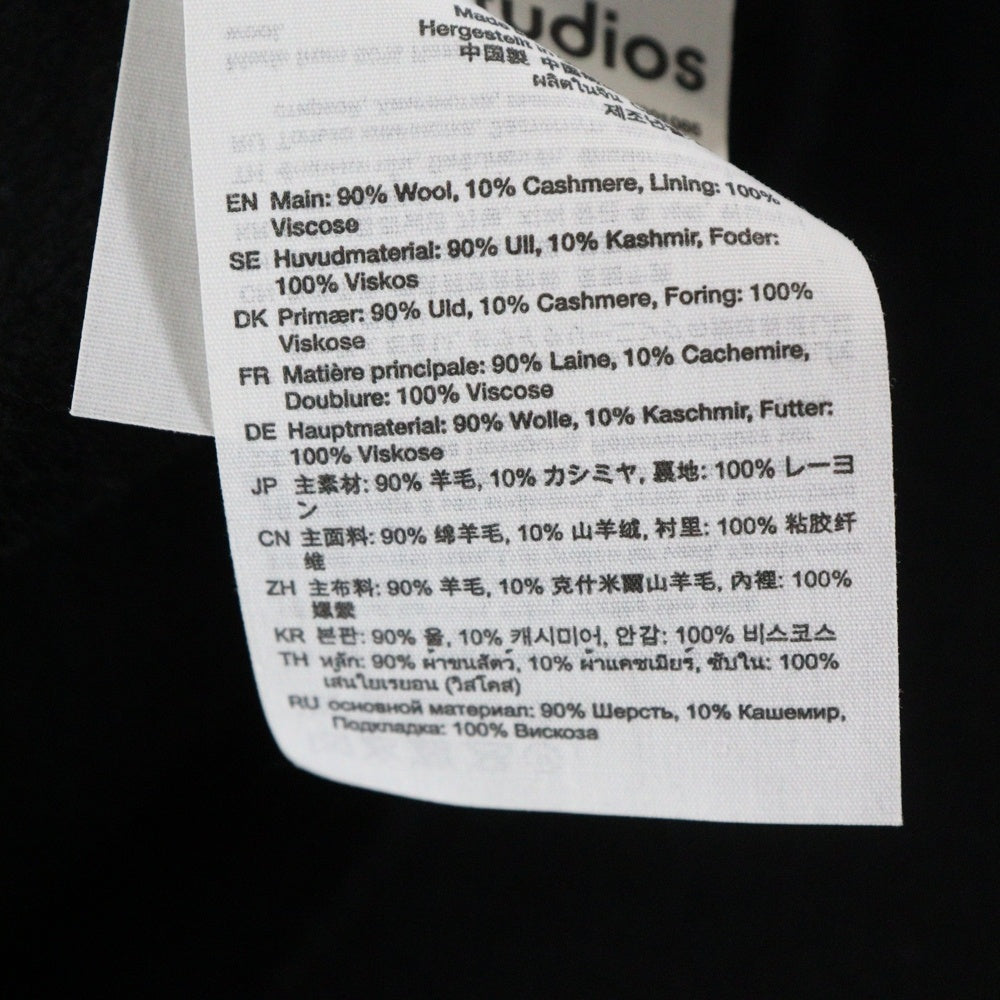 udios
Made
Hergestellt in
中国製
ผลิตในจีน
EN Main: 90% Wool, 10% Cashmere, Lining: 100%
Viscose
SE Huvudmaterial: 90% Ull, 10% Kashmir, Foder:
100% Viskos
DK Primær: 90% Uld, 10% Cashmere, Foring: 100%
Viskose
FR Matière principale: 90% Laine, 10% Cachemire,
Doublure: 100% Viscose
DE Hauptmaterial: 90% Wolle, 10% Kaschmir, Futter:
100% Viskose
JP 主素材: 90% 羊毛, 10% カシミヤ, 裏地: 100% レーヨ
ン
CN 主面料: 90% 绵羊毛, 10% 山羊绒, 衬里: 100% 粘胶纤
维
ZH 主布料: 90% 羊毛, 10% 克什米爾山羊毛, 內裡: 100%
嫘縈
KR 본판: 90% 울, 10% 캐시미어, 안감: 100% 비스코스
TH หลัก: 90% ผ้าขนสัตว์, 10% ผ้าแคชเมียร์, ซับใน: 100%
เส้นใยเรยอน (วิสโคส)
RU основной материал: 90% Шерсть, 10% Кашемир,
Подкладка: 100% Вискоза